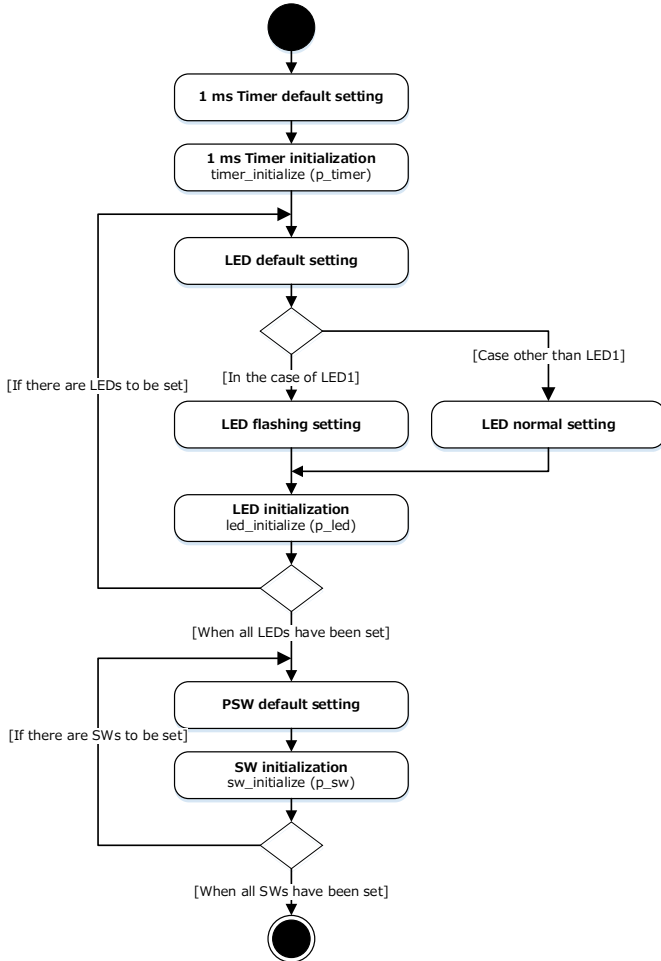 1 ms Timer default setting
1 ms Timer initialization
timer_initialize (p_timer)
LED default setting
[Case other than LED1]
[In the case of LED1]
[If there are LEDs to be set]
LED flashing setting
LED normal setting
LED initialization
led_initialize (p_led)
[When all LEDs have been set]
PSW default setting
[If there are SWs to be set]
SW initialization
sw_initialize (p_sw)
[When all SWs have been set]